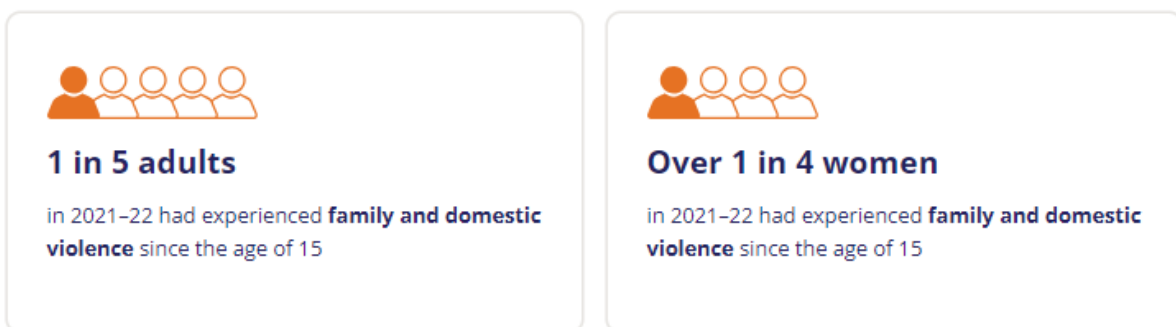 1 in 5 adults
in 2021–22 had experienced family and domestic
violence since the age of 15
Over 1 in 4 women
in 2021–22 had experienced family and domestic
violence since the age of 15